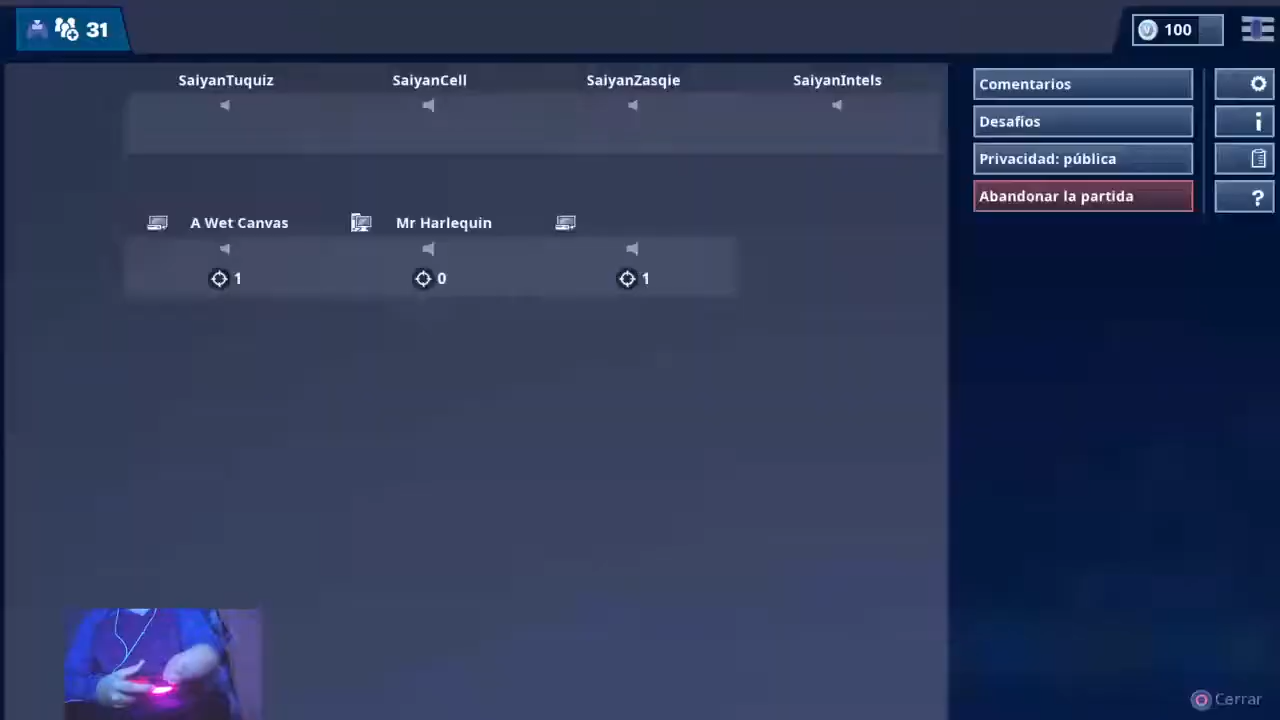 31
100
SaiyanTuquiz SaiyanCell SaiyanZasqie SaiyanIntels
Comentarios
Desafíos
Privacidad: pública
Abandonar la partida
A Wet Canvas Mr Harlequin
1 0 1
Cerrar